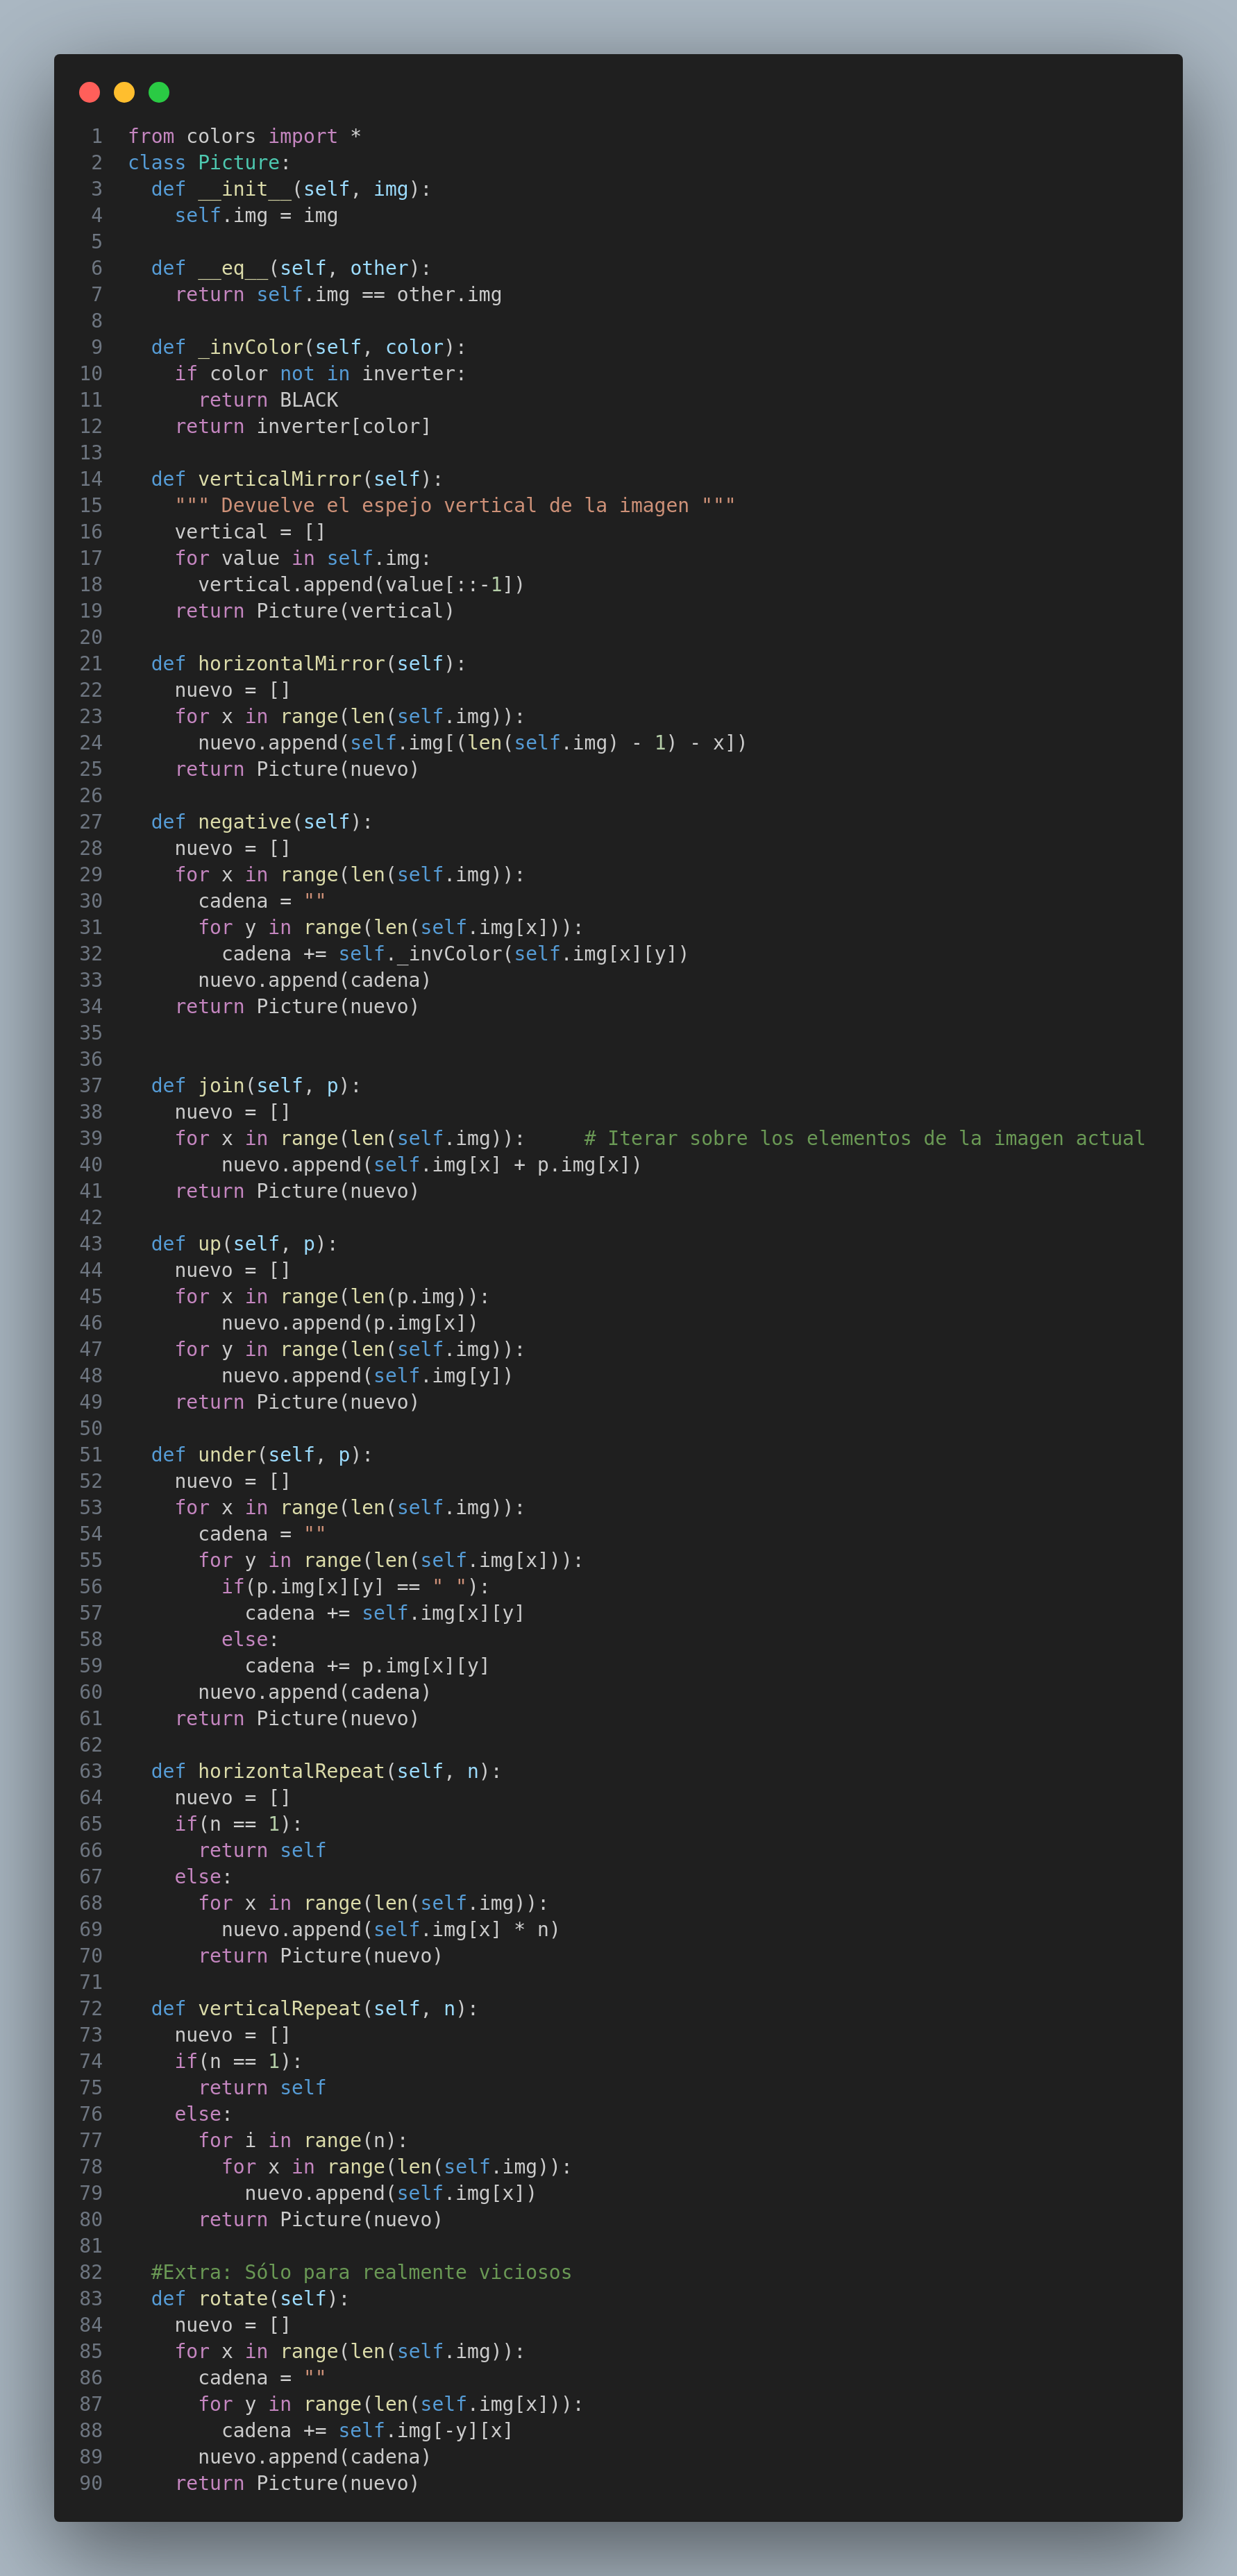 1 from colors import *
2 class Picture:
3   def __init__(self, img):
4     self.img = img
5
6   def __eq__(self, other):
7     return self.img == other.img
8
9   def _invColor(self, color):
10     if color not in inverter:
11       return BLACK
12     return inverter[color]
13
14   def verticalMirror(self):
15     """ Devuelve el espejo vertical de la imagen """
16     vertical = []
17     for value in self.img:
18       vertical.append(value[::-1])
19     return Picture(vertical)
20
21   def horizontalMirror(self):
22     nuevo = []
23     for x in range(len(self.img)):
24       nuevo.append(self.img[(len(self.img) - 1) - x])
25     return Picture(nuevo)
26
27   def negative(self):
28     nuevo = []
29     for x in range(len(self.img)):
30       cadena = ""
31       for y in range(len(self.img[x])):
32         cadena += self._invColor(self.img[x][y])
33       nuevo.append(cadena)
34     return Picture(nuevo)
35
36
37   def join(self, p):
38     nuevo = []
39     for x in range(len(self.img)):     # Iterar sobre los elementos de la imagen actual
40         nuevo.append(self.img[x] + p.img[x])
41     return Picture(nuevo)
42
43   def up(self, p):
44     nuevo = []
45     for x in range(len(p.img)):
46         nuevo.append(p.img[x])
47     for y in range(len(self.img)):
48         nuevo.append(self.img[y])
49     return Picture(nuevo)
50
51   def under(self, p):
52     nuevo = []
53     for x in range(len(self.img)):
54       cadena = ""
55       for y in range(len(self.img[x])):
56         if(p.img[x][y] == " "):
57           cadena += self.img[x][y]
58         else:
59           cadena += p.img[x][y]
60       nuevo.append(cadena)
61     return Picture(nuevo)
62
63   def horizontalRepeat(self, n):
64     nuevo = []
65     if(n == 1):
66       return self
67     else:
68       for x in range(len(self.img)):
69         nuevo.append(self.img[x] * n)
70       return Picture(nuevo)
71
72   def verticalRepeat(self, n):
73     nuevo = []
74     if(n == 1):
75       return self
76     else:
77       for i in range(n):
78         for x in range(len(self.img)):
79           nuevo.append(self.img[x])
80       return Picture(nuevo)
81
82   #Extra: Sólo para realmente viciosos
83   def rotate(self):
84     nuevo = []
85     for x in range(len(self.img)):
86       cadena = ""
87       for y in range(len(self.img[x])):
88         cadena += self.img[-y][x]
89       nuevo.append(cadena)
90     return Picture(nuevo)